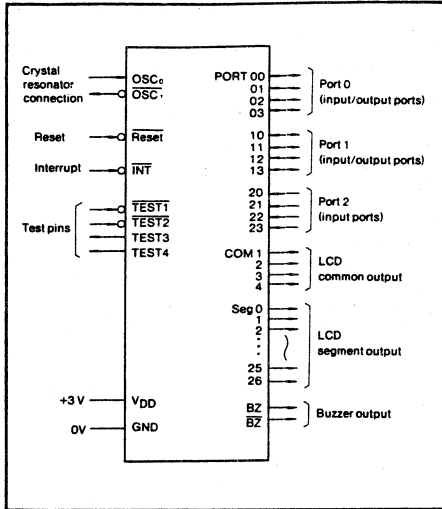 Crystal
resonator
connection
OSC₀
OSC₁
Reset
Reset
Interrupt
INT
Test pins
TEST1
TEST2
TEST3
TEST4
+3 V
VDD
0V
GND
PORT 00
01
02
03
Port 0
(input/output ports)
10
11
12
13
Port 1
(input/output ports)
20
21
22
23
Port 2
(input ports)
COM 1
2
3
4
LCD
common output
Seg 0
1
2
25
26
LCD
segment output
BZ
BZ
Buzzer output